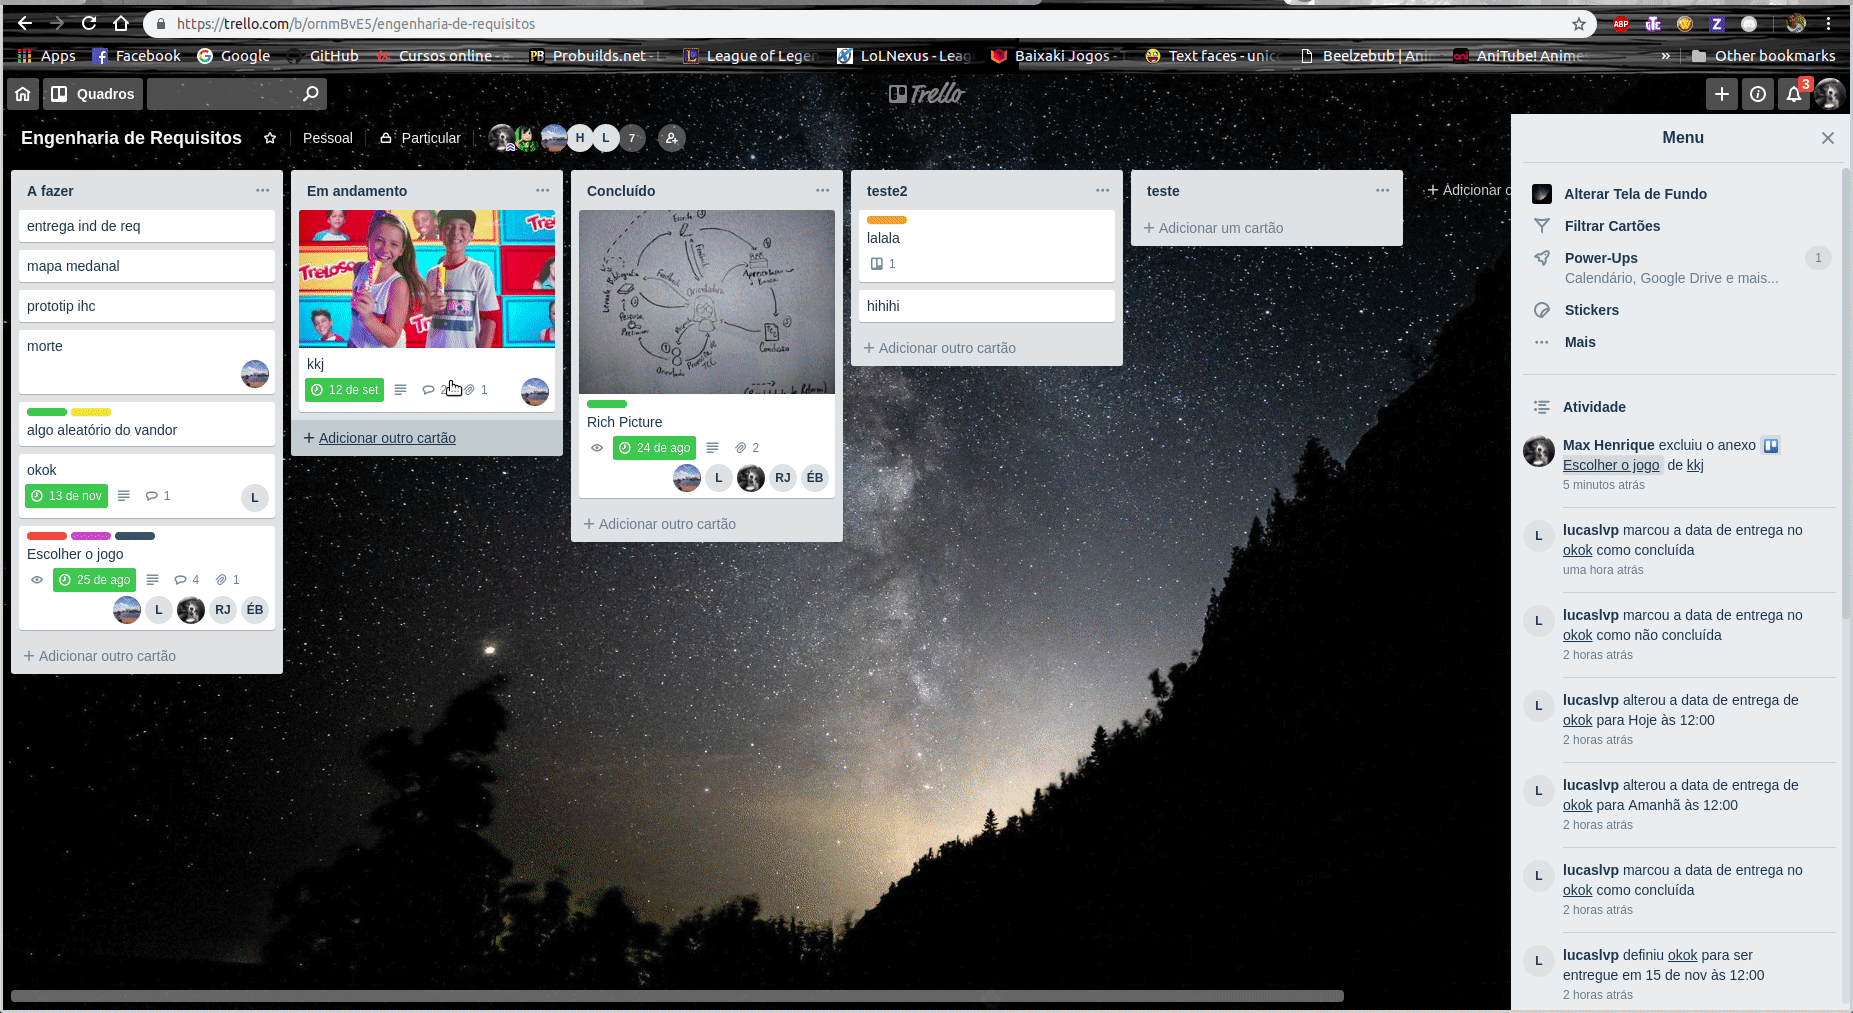 https://trello.com/b/ornmBvE5/engenharia-de-requisitos
ABP
Apps
Facebook
Google
GitHub
Cursos online - e
PB Probuilds.net - L
League of Legen
LoLNexus - Leag
Baixaki Jogos -
Text faces - unic
Beelzebub | Ani
AniTube! Anime
»
Other bookmarks
Quadros
Trello
3
Engenharia de Requisitos
Pessoal
Particular
H
L
7
A fazer
entrega ind de req
mapa medanal
prototip ihc
morte
algo aleatório do vandor
okok
13 de nov
1
L
Escolher o jogo
25 de ago
4
1
L
RJ
ÉB
+ Adicionar outro cartão
Em andamento
kkj
12 de set
1
+ Adicionar outro cartão
Concluído
Rich Picture
24 de ago
2
L
RJ
ÉB
+ Adicionar outro cartão
teste2
lalala
1
hihihi
+ Adicionar outro cartão
teste
+ Adicionar um cartão
+ Adicionar o
Menu
Alterar Tela de Fundo
Filtrar Cartões
Power-Ups
1
Calendário, Google Drive e mais...
Stickers
Mais
Atividade
Max Henrique excluiu o anexo
Escolher o jogo de kkj
5 minutos atrás
L
lucaslvp marcou a data de entrega no
okok como concluída
uma hora atrás
L
lucaslvp marcou a data de entrega no
okok como não concluída
2 horas atrás
L
lucaslvp alterou a data de entrega de
okok para Hoje às 12:00
2 horas atrás
L
lucaslvp alterou a data de entrega de
okok para Amanhã às 12:00
2 horas atrás
L
lucaslvp marcou a data de entrega no
okok como concluída
2 horas atrás
L
lucaslvp definiu okok para ser
entregue em 15 de nov às 12:00
2 horas atrás